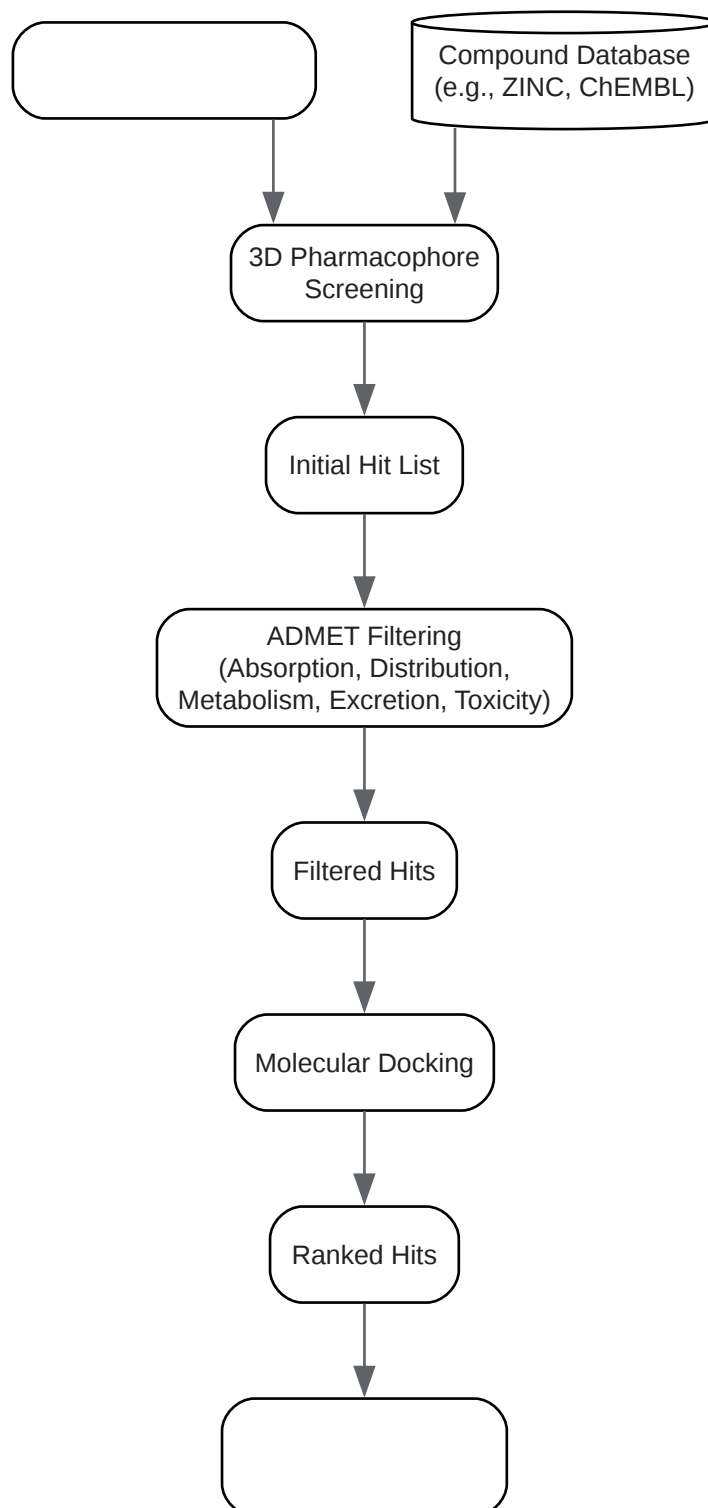 Compound Database
(e.g., ZINC, ChEMBL)
3D Pharmacophore
Screening
Initial Hit List
ADMET Filtering
(Absorption, Distribution,
Metabolism, Excretion, Toxicity)
Filtered Hits
Molecular Docking
Ranked Hits